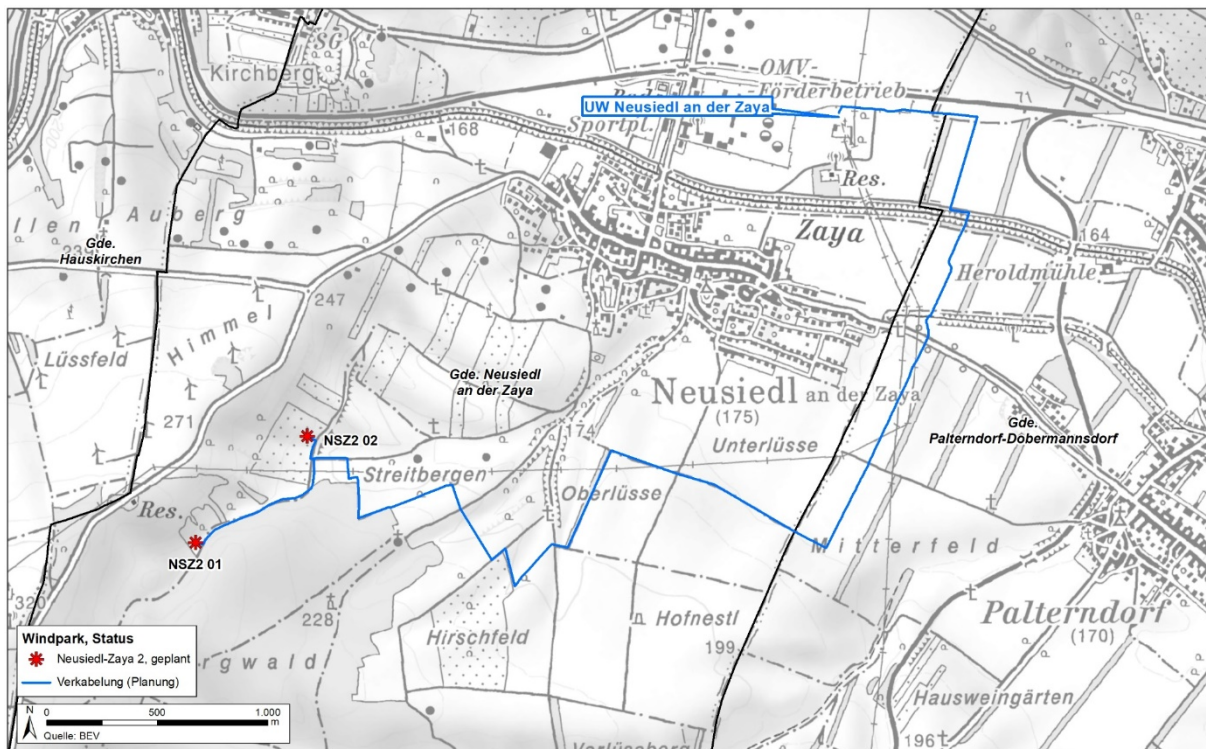 SG
Kirchberg
OMV-
Förderbetrieb
71
UW Neusiedl an der Zaya
Sportpl.
168
Res.
Auberg
Gde.
Hauskirchen
Zaya
164
Heroldmühle
247
Himmel
Lüssfeld
Gde. Neusiedl
an der Zaya
Neusiedl an der Zaya
(175)
271
NSZ2 02
174
Unterlüsse
Gde.
Palterndorf-Döbermannsdorf
Streitbergen
Oberlüsse
Res.
NSZ2 01
Mitterfeld
320
228
Hirschfeld
Hofnestl
Palterndorf
(170)
199
Hausweingärten
196
Windpark, Status
Neusiedl-Zaya 2, geplant
Verkabelung (Planung)
N
0 500 1.000
m
Quelle: BEV